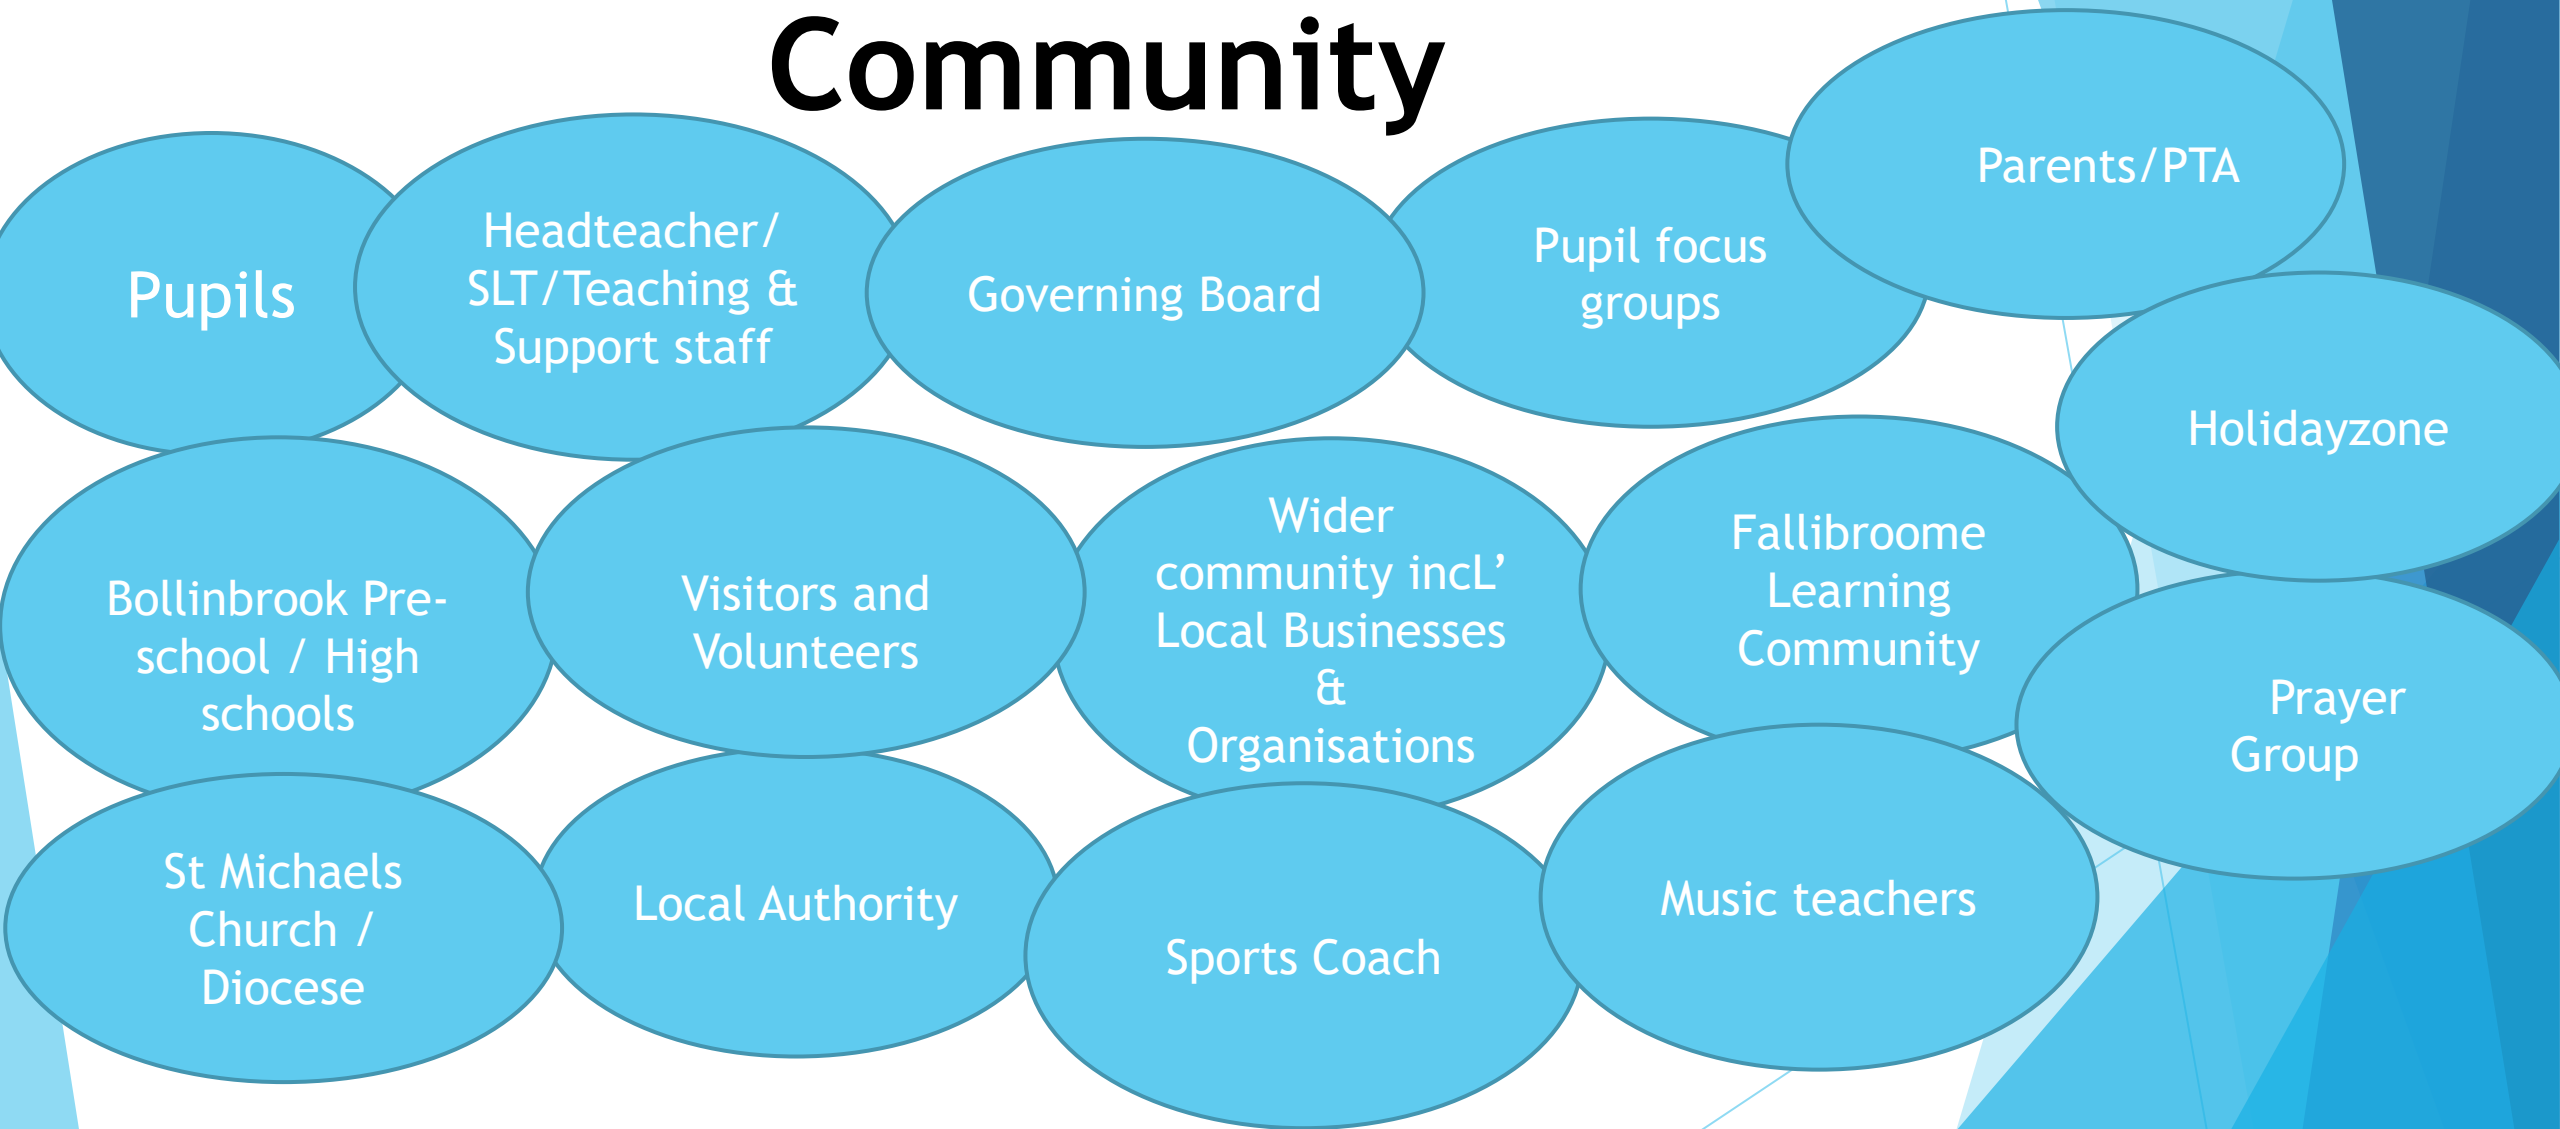 Community
Pupils
Headteacher/
SLT/Teaching &
Support staff
Governing Board
Pupil focus
groups
Parents/PTA
Holidayzone
Bollinbrook Pre-
school / High
schools
Visitors and
Volunteers
Wider
community incL’
Local Businesses
&
Organisations
Fallibroome
Learning
Community
Prayer
Group
St Michaels
Church /
Diocese
Local Authority
Sports Coach
Music teachers